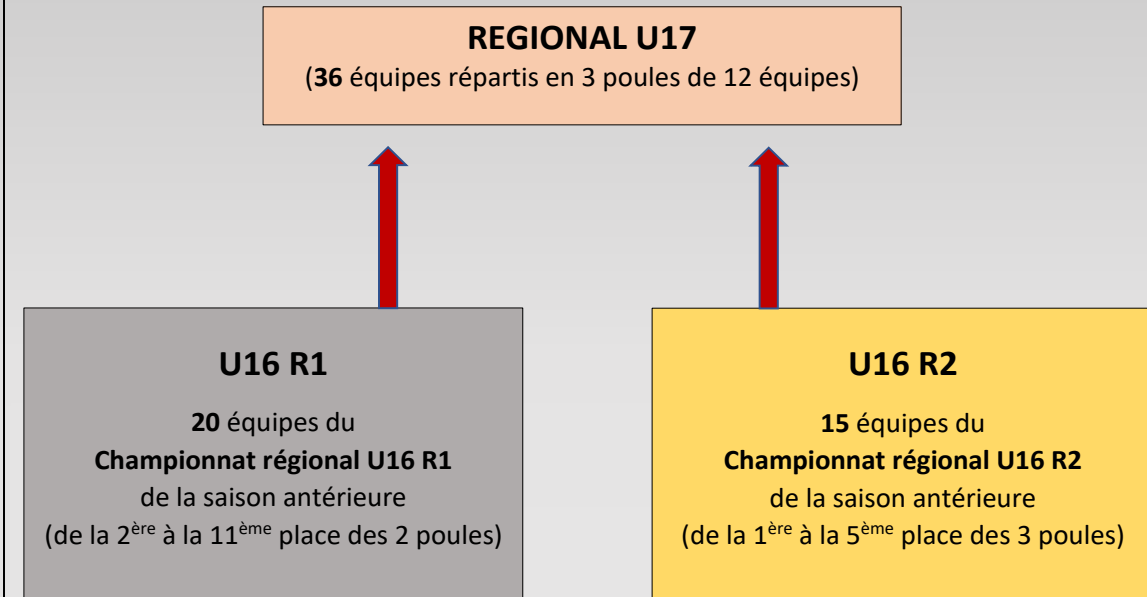 REGIONAL U17
(36 équipes répartis en 3 poules de 12 équipes)
U16 R1
20 équipes du
Championnat régional U16 R1
de la saison antérieure
(de la 2ère à la 11ème place des 2 poules)
U16 R2
15 équipes du
Championnat régional U16 R2
de la saison antérieure
(de la 1ère à la 5ème place des 3 poules)